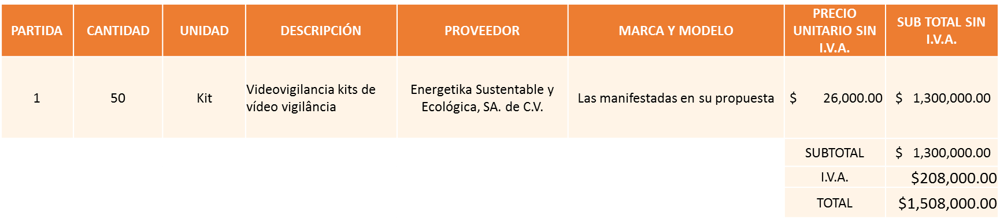 PARTIDA
CANTIDAD
UNIDAD
DESCRIPCIÓN
PROVEEDOR
MARCA Y MODELO
PRECIO
UNITARIO SIN
I.V.A.
SUB TOTAL SIN
I.V.A.
1
50
Kit
Videovigilancia kits de
vídeo vigilância
Energetika Sustentable y
Ecológica, SA. de C.V.
Las manifestadas en su propuesta
$ 26,000.00
$ 1,300,000.00
SUBTOTAL
$ 1,300,000.00
I.V.A.
$208,000.00
TOTAL
$1,508,000.00